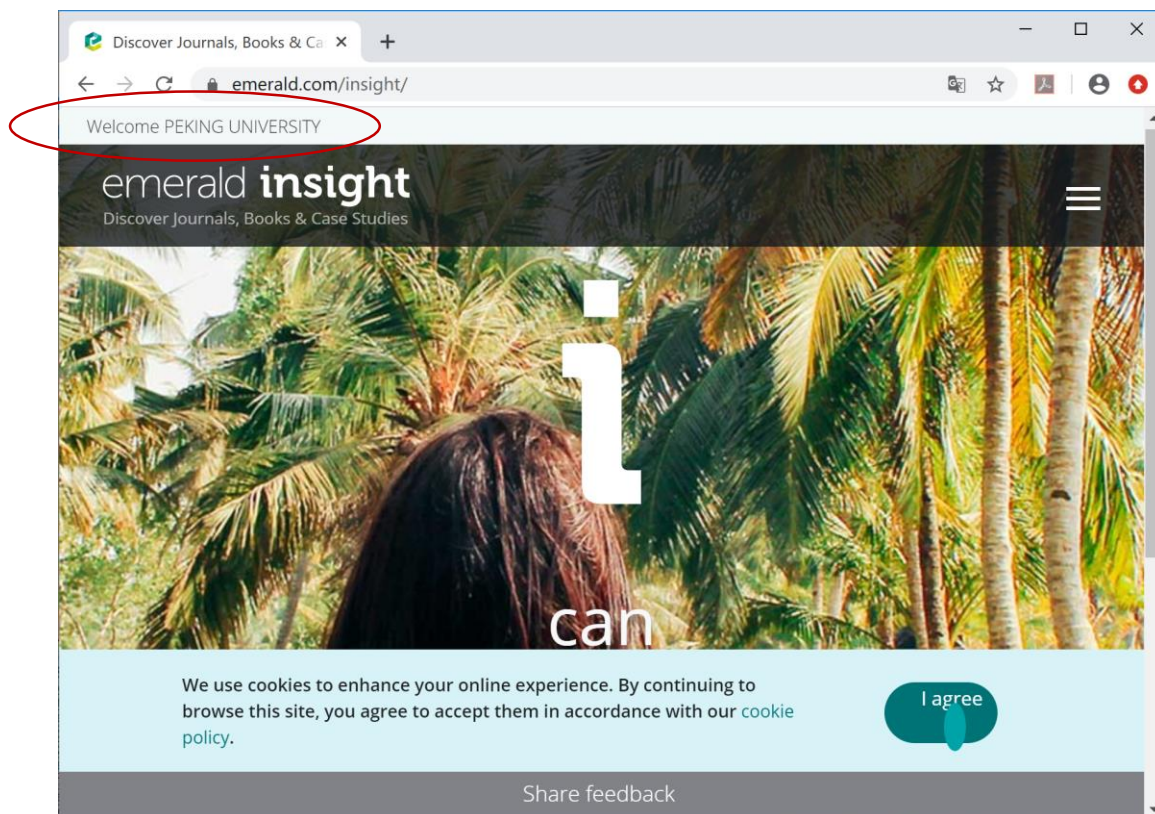 Discover Journals, Books & Ca
emerald.com/insight/
Welcome PEKING UNIVERSITY
emerald insight
Discover Journals, Books & Case Studies
i
can
We use cookies to enhance your online experience. By continuing to
browse this site, you agree to accept them in accordance with our cookie
policy.
I agree
Share feedback